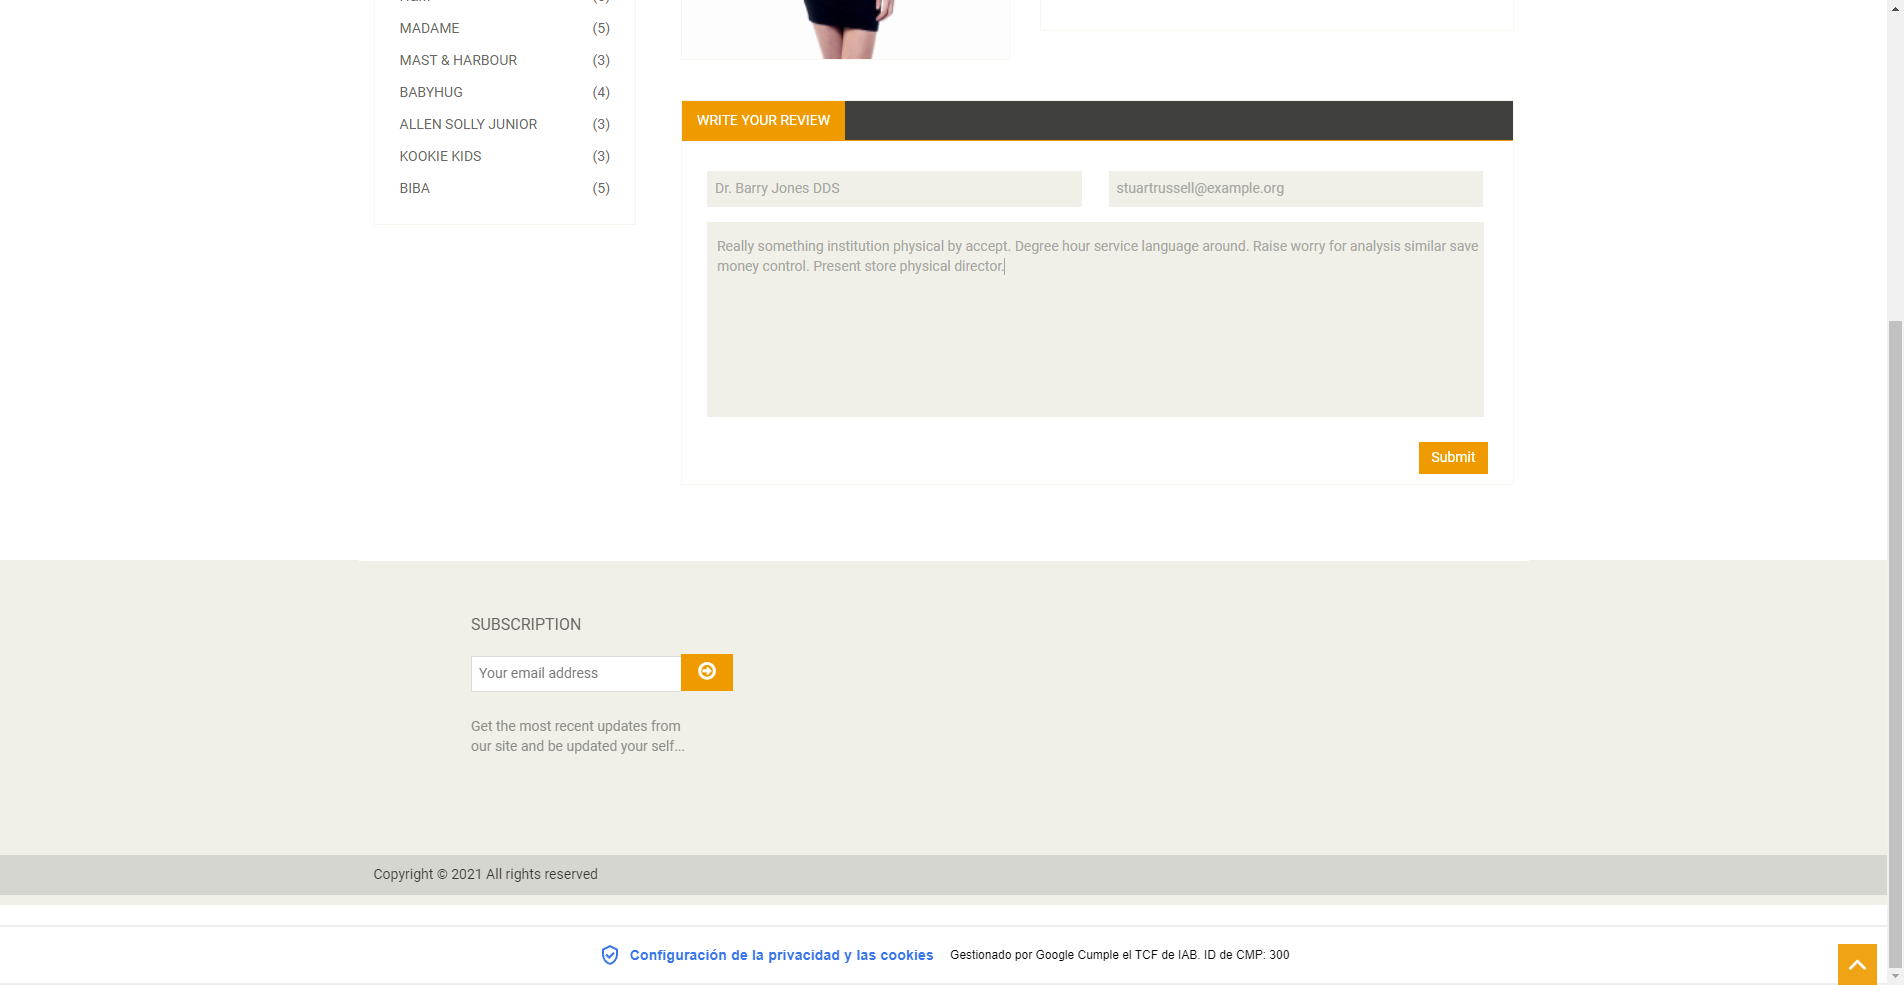 MADAME (5)
MAST & HARBOUR (3)
BABYHUG (4)
ALLEN SOLLY JUNIOR (3)
KOOKIE KIDS (3)
BIBA (5)
WRITE YOUR REVIEW
Dr. Barry Jones DDS
stuartrussell@example.org
Really something institution physical by accept. Degree hour service language around. Raise worry for analysis similar save
money control. Present store physical director.
Submit
SUBSCRIPTION
Your email address
Get the most recent updates from
our site and be updated your self...
Copyright © 2021 All rights reserved
Configuración de la privacidad y las cookies Gestionado por Google Cumple el TCF de IAB. ID de CMP: 300